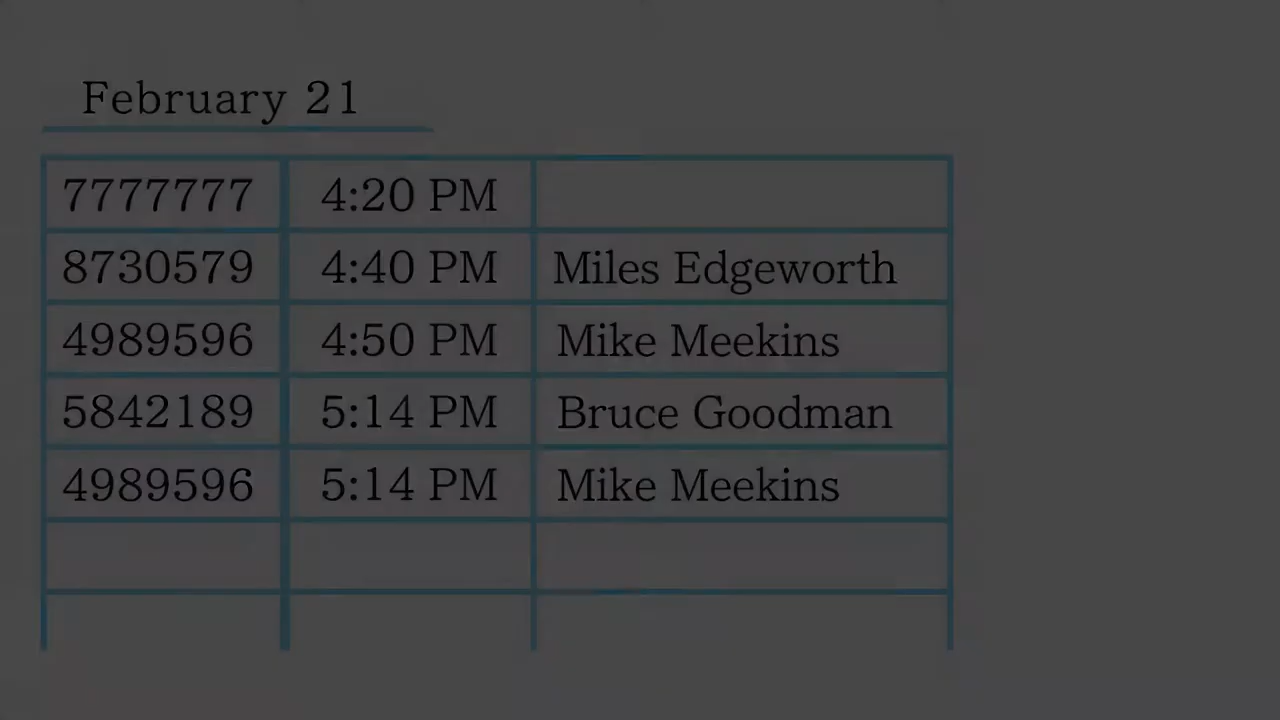 February 21
7777777 4:20 PM
8730579 4:40 PM Miles Edgeworth
4989596 4:50 PM Mike Meekins
5842189 5:14 PM Bruce Goodman
4989596 5:14 PM Mike Meekins